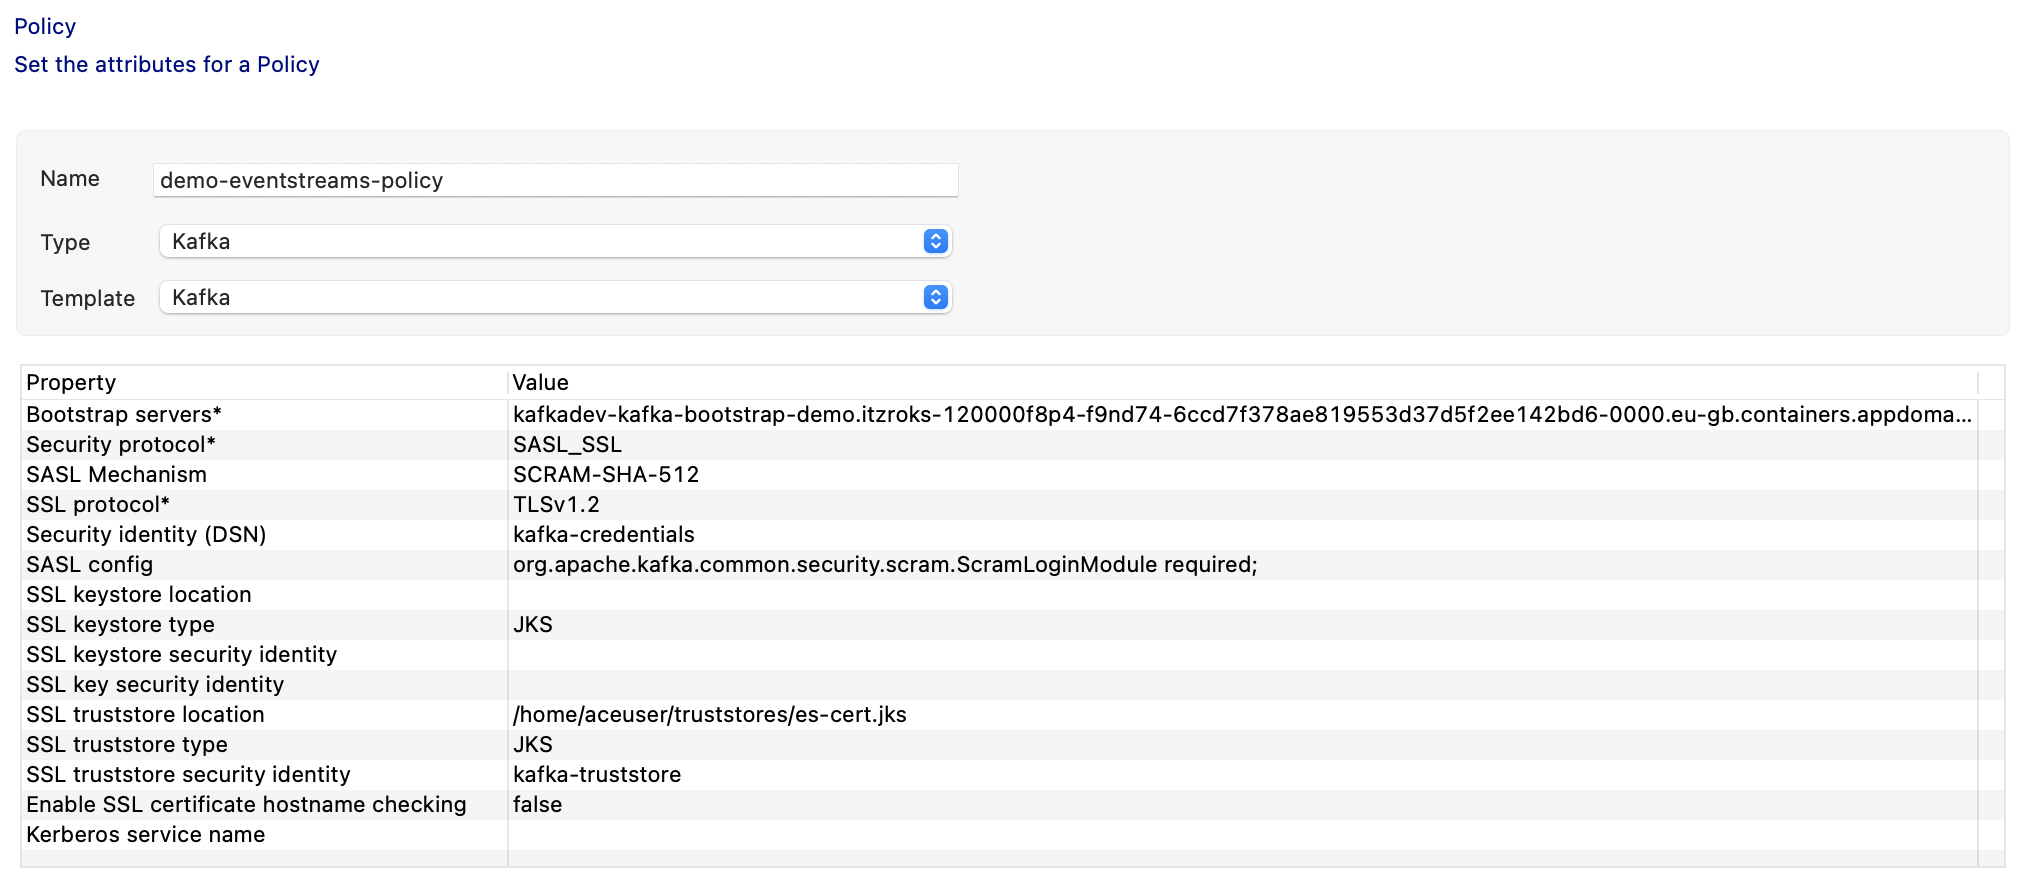 Policy
Set the attributes for a Policy
Name demo-eventstreams-policy
Type Kafka
Template Kafka
Property Value
Bootstrap servers* kafkadev-kafka-bootstrap-demo.itzroks-120000f8p4-f9nd74-6ccd7f378ae819553d37d5f2ee142bd6-0000.eu-gb.containers.appdoma...
Security protocol* SASL_SSL
SASL Mechanism SCRAM-SHA-512
SSL protocol* TLSv1.2
Security identity (DSN) kafka-credentials
SASL config org.apache.kafka.common.security.scram.ScramLoginModule required;
SSL keystore location
SSL keystore type JKS
SSL keystore security identity
SSL key security identity
SSL truststore location /home/aceuser/truststores/es-cert.jks
SSL truststore type JKS
SSL truststore security identity kafka-truststore
Enable SSL certificate hostname checking false
Kerberos service name